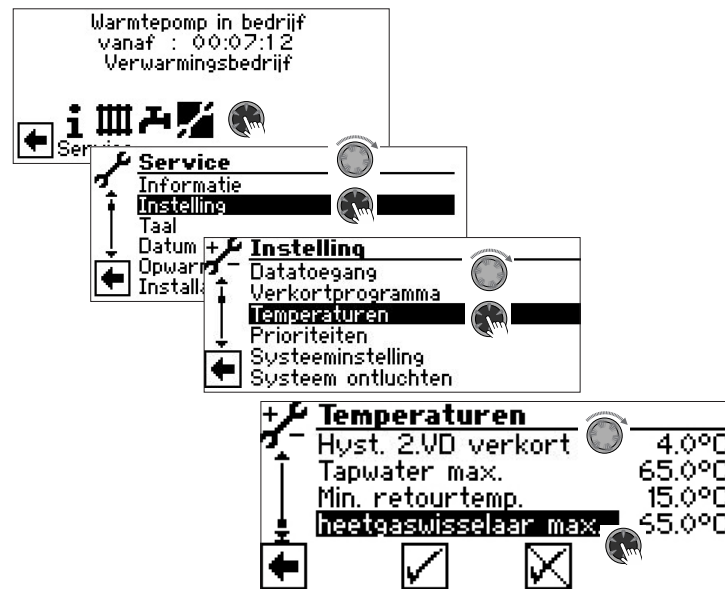 Warmtepomp in bedrijf
vanaf : 00:07:12
Verwarmingsbedrijf
Service
Informatie
Instelling
Taal
Datum
Instelling
Datatoegang
Verkortprogramma
Temperaturen
Prioriteiten
Systeeminstelling
Systeem ontluchten
Temperaturen
Hyst. 2.VD verkort 4.0°C
Tapwater max. 65.0°C
Min. retourtemp. 15.0°C
heetgaswisselaar max.